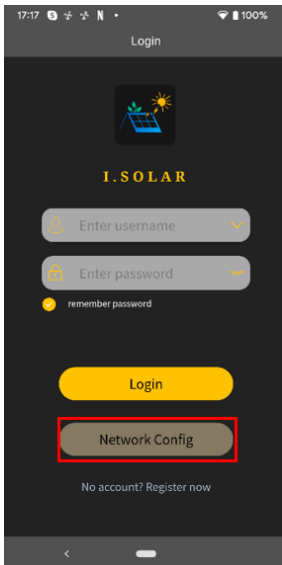 17:17 S N • 100%
Login
I.SOLAR
Enter username
Enter password
remember password
Login
Network Config
No account? Register now